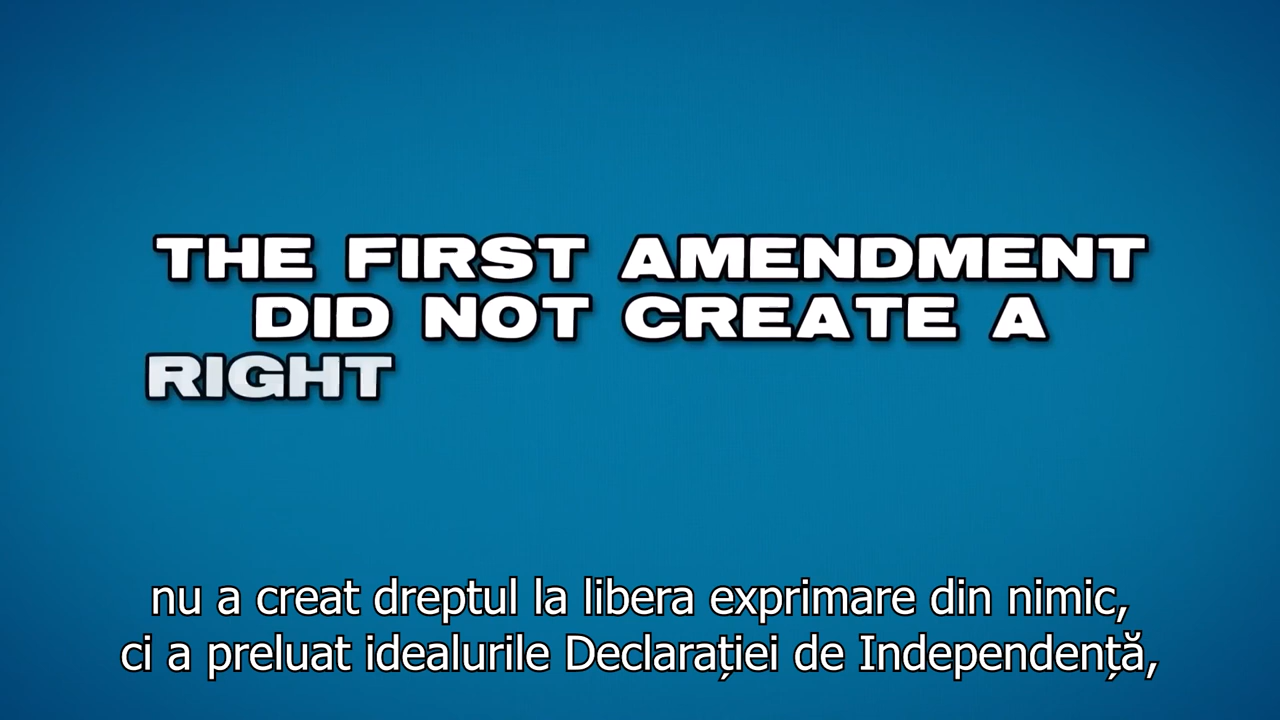 THE FIRST AMENDMENT
DID NOT CREATE A
RIGHT
nu a creat dreptul la libera exprimare din nimic,
ci a preluat idealurile Declarației de Independență,